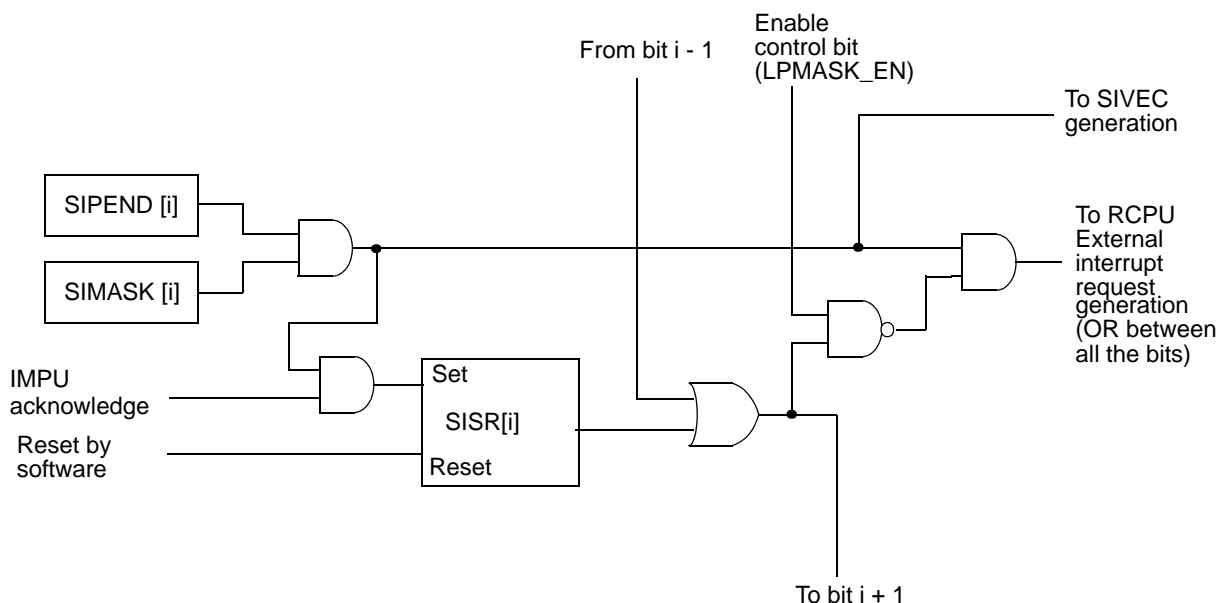 From bit i - 1
Enable
control bit
(LPMASK_EN)
To SIVEC
generation
SIPEND [i]
SIMASK [i]
To RCPU
External
interrupt
request
generation
(OR between
all the bits)
IMPU
acknowledge
Set
SISR[i]
Reset by
software
Reset
To bit i + 1